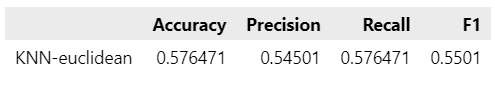 Accuracy Precision Recall F1
KNN-euclidean 0.576471 0.54501 0.576471 0.5501